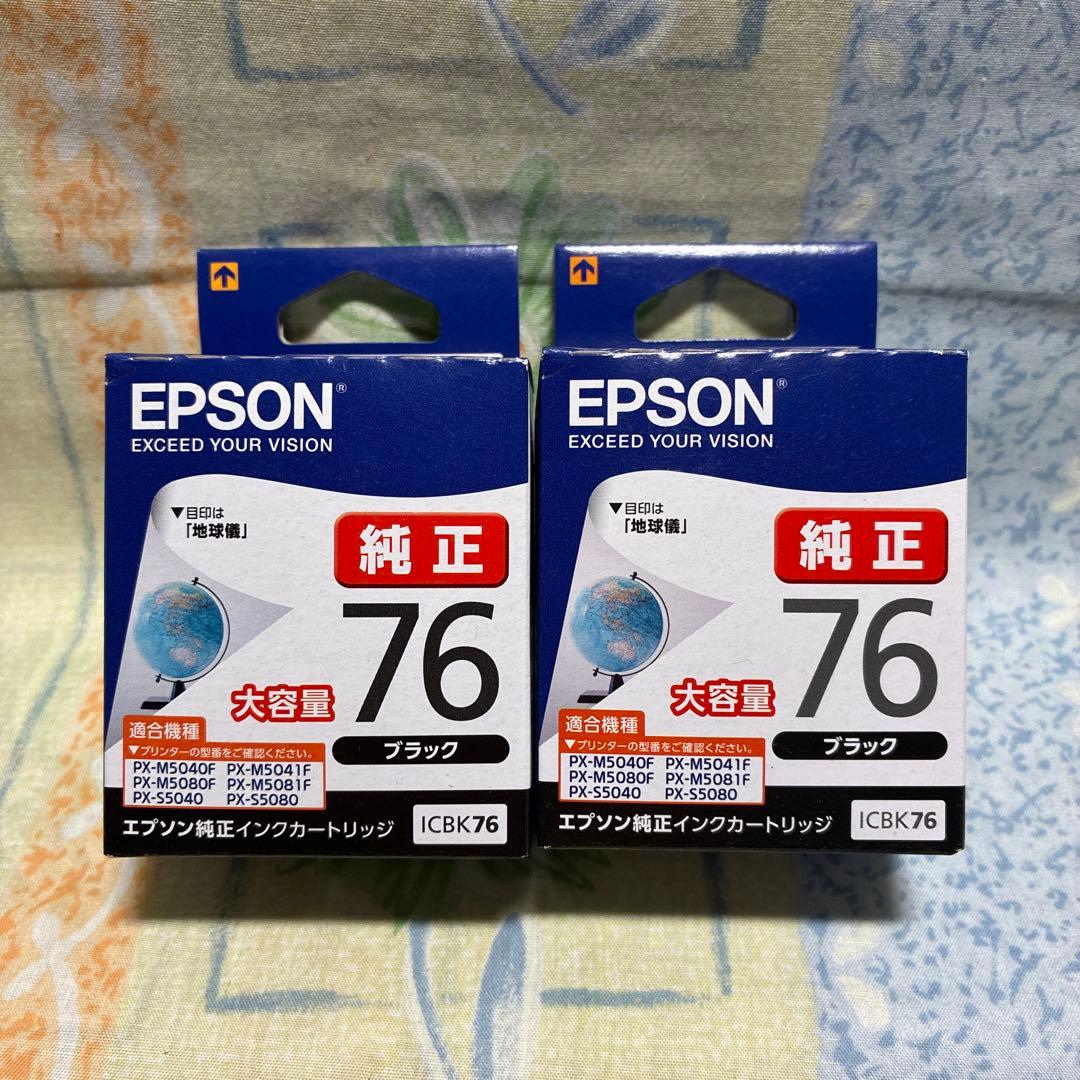 EPSON®
EXCEED YOUR VISION
▼目印は
「地球儀」
純正
76
大容量
ブラック
適合機種
▼プリンターの型番をご確認ください。
PX-M5040F PX-M5041F
PX-M5080F PX-M5081F
PX-S5040 PX-S5080
エプソン純正インクカートリッジ
ICBK76
EPSON®
EXCEED YOUR VISION
▼目印は
「地球儀」
純正
76
大容量
ブラック
適合機種
▼プリンターの型番をご確認ください。
PX-M5040F PX-M5041F
PX-M5080F PX-M5081F
PX-S5040 PX-S5080
エプソン純正インクカートリッジ
ICBK76